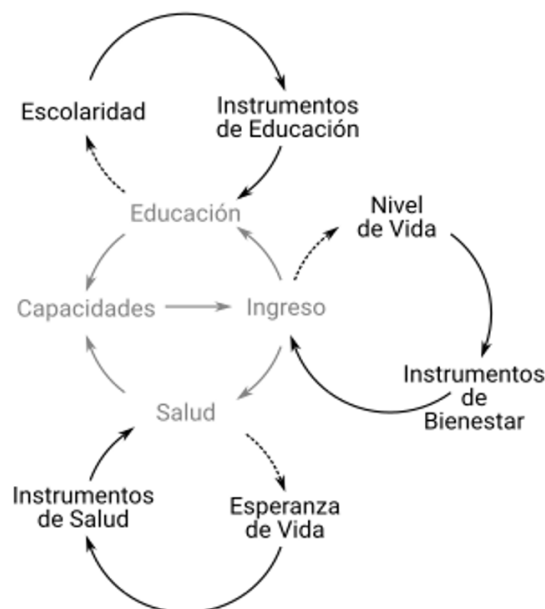 Escolaridad
Instrumentos
de Educación
Educación
Nivel
de Vida
Capacidades
Ingreso
Instrumentos
de
Bienestar
Salud
Instrumentos
de Salud
Esperanza
de Vida